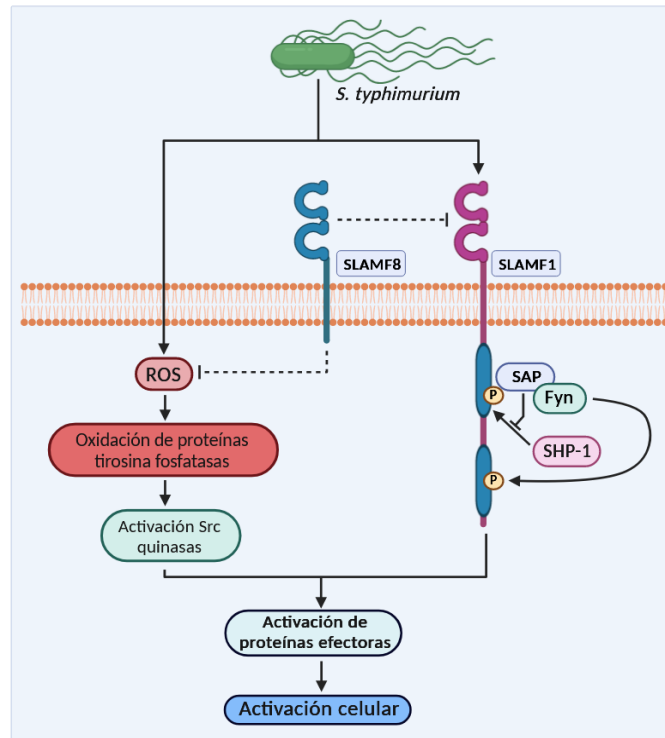 S. typhimurium
SLAMF8
SLAMF1
ROS
SAP
P
Fyn
SHP-1
Oxidación de proteínas
tirosina fosfatasas
P
Activación Src
quinasas
Activación de
proteínas efectoras
Activación celular